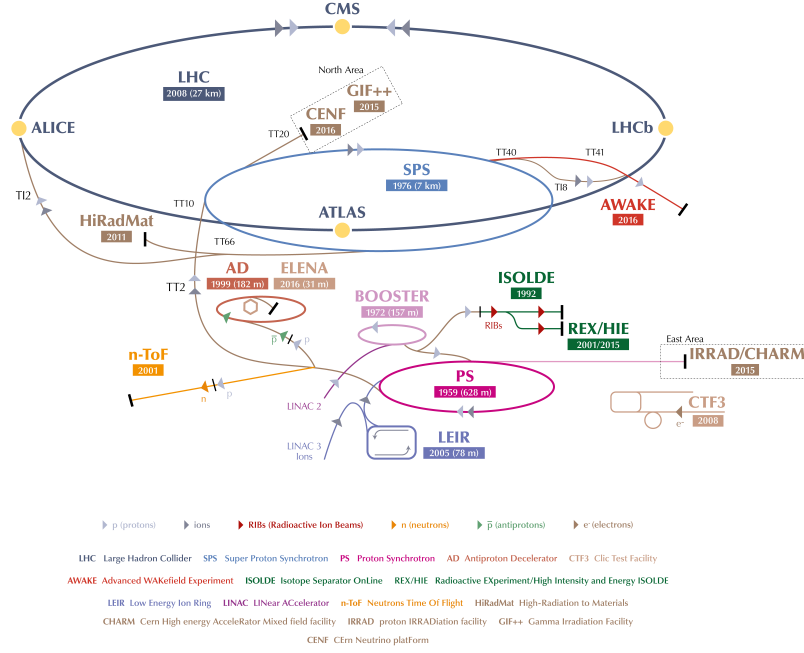 CMS
North Area
LHC
2008 (27 km)
GIF++
2015
CENF
2016
TT20
ALICE
LHCb
TT40
TT41
SPS
1976 (7 km)
TI8
TI2
TT10
AWAKE
2016
HiRadMat
2011
ATLAS
TT66
AD
1999 (182 m)
ELENA
2016 (31 m)
TT2
ISOLDE
1992
BOOSTER
1972 (157 m)
RIBs
REX/HIE
2001/2015
p̅
p
East Area
n-ToF
2001
IRRAD/CHARM
2015
PS
1959 (628 m)
n
p
LINAC 2
CTF3
2008
e-
LEIR
2005 (78 m)
LINAC 3
Ions
p (protons) ions RIBs (Radioactive Ion Beams) n (neutrons) p̅ (antiprotons) e- (electrons)
LHC Large Hadron Collider SPS Super Proton Synchrotron PS Proton Synchrotron AD Antiproton Decelerator CTF3 Clic Test Facility
AWAKE Advanced WAKefield Experiment ISOLDE Isotope Separator OnLine REX/HIE Radioactive EXperiment/High Intensity and Energy ISOLDE
LEIR Low Energy Ion Ring LINAC LINear ACcelerator n-ToF Neutrons Time Of Flight HiRadMat High-Radiation to Materials
CHARM Cern High energy AcceleRator Mixed field facility IRRAD proton IRRADiation facility GIF++ Gamma Irradiation Facility
CENF CErn Neutrino platForm